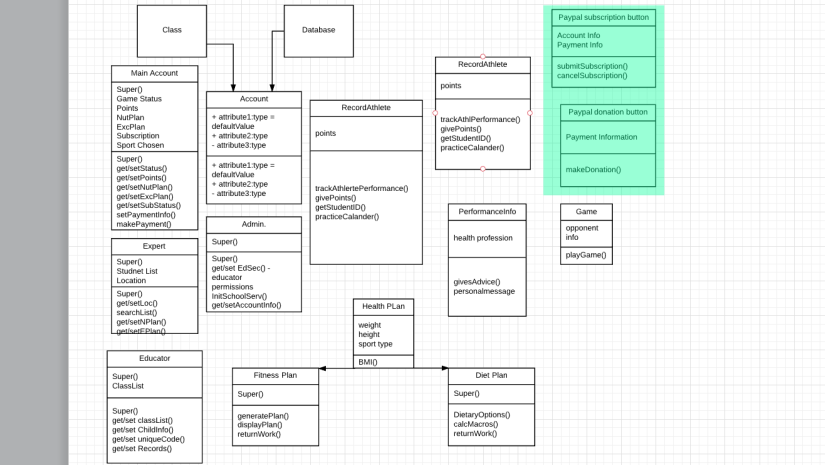 Class
Database
Main Account
Super()
Game Status
Points
NutPlan
ExcPlan
Subscription
Sport Chosen
Super()
get/setStatus()
get/setPoints()
get/setNutPlan()
get/setExcPlan()
get/setSubStatus()
setPaymentInfo()
makePayment()
Account
+ attribute1:type =
defaultValue
+ attribute2:type
- attribute3:type
+ attribute1:type =
defaultValue
+ attribute2:type
- attribute3:type
RecordAthlete
points
trackAthlertePerformance()
givePoints()
getStudentID()
practiceCalander()
RecordAthlete
points
trackAthlPerformance()
givePoints()
getStudentID()
practiceCalander()
Paypal subscription button
Account Info
Payment Info
submitSubscription()
cancelSubscription()
Paypal donation button
Payment Information
makeDonation()
Expert
Super()
Studnet List
Location
Super()
get/setLoc()
searchList()
get/setNPlan()
get/setEPlan()
Admin.
Super()
Super()
get/set EdSec() -
educator
permissions
InitSchoolServ()
get/setAccountInfo()
PerformanceInfo
health profession
givesAdvice()
personalmessage
Game
opponent
info
playGame()
Health PLan
weight
height
sport type
BMI()
Educator
Super()
ClassList
Super()
get/set classList()
get/set ChildInfo()
get/set uniqueCode()
get/set Records()
Fitness Plan
Super()
generatePlan()
displayPlan()
returnWork()
Diet Plan
Super()
DietaryOptions()
calcMacros()
returnWork()